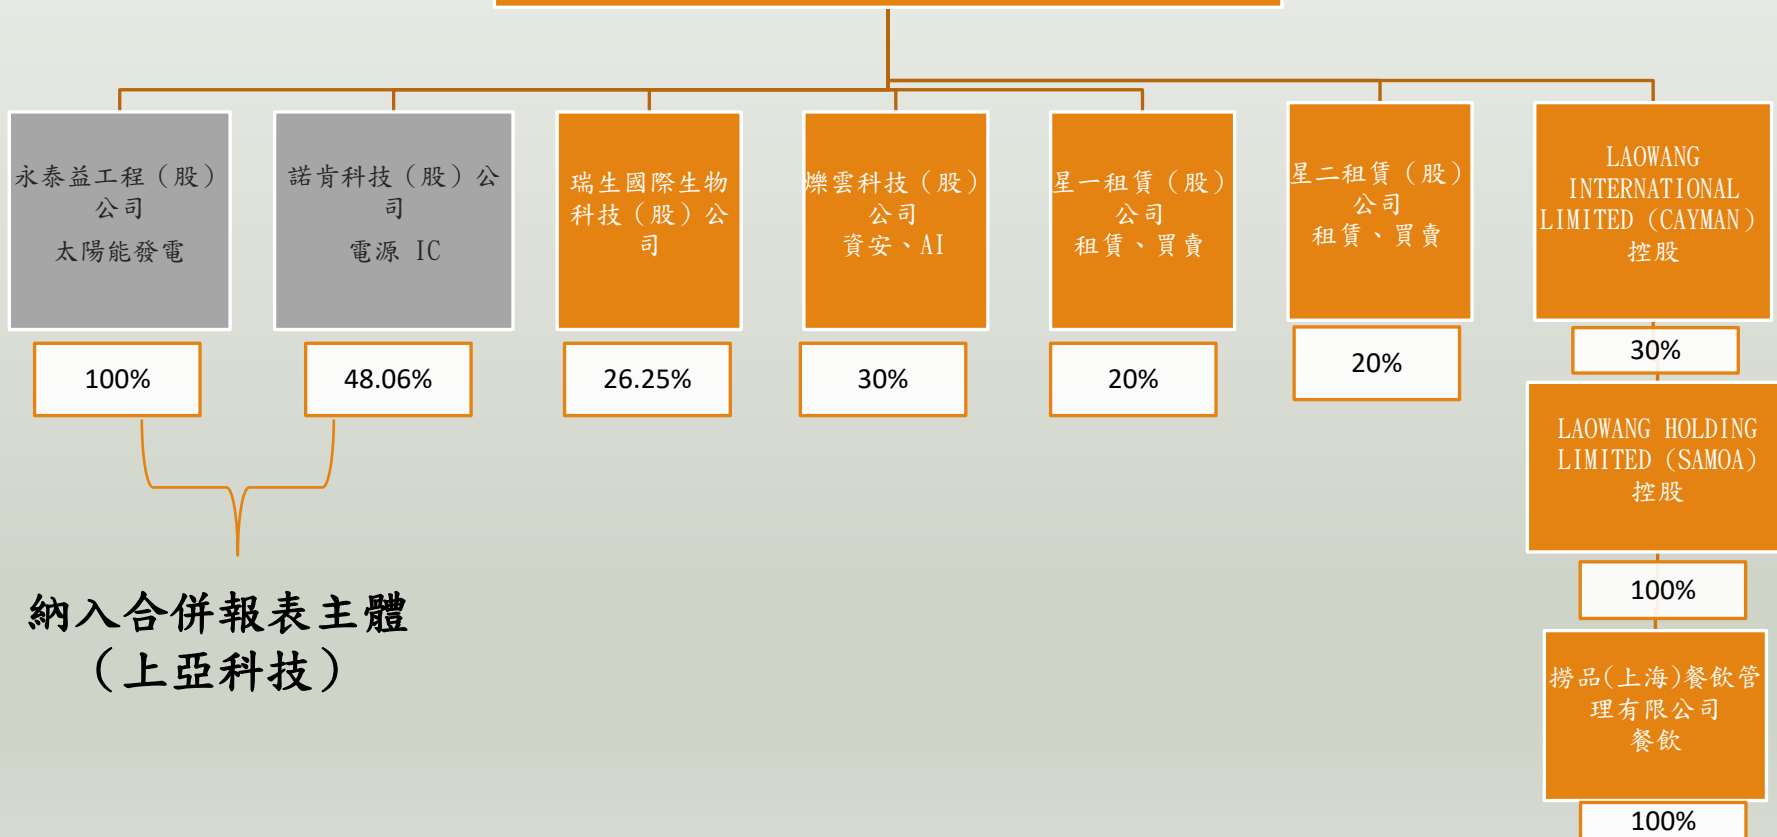 永泰益工程（股）
公司
太陽能發電
100%
諾肯科技（股）公
司
電源 IC
48.06%
瑞生國際生物
科技（股）公
司
26.25%
爍雲科技（股）
公司
資安、AI
30%
星一租賃（股）
公司
租賃、買賣
20%
星二租賃（股）
公司
租賃、買賣
20%
LAOWANG
INTERNATIONAL
LIMITED (CAYMAN)
控股
30%
LAOWANG HOLDING
LIMITED (SAMOA)
控股
100%
撈品(上海)餐飲管
理有限公司
餐飲
100%
納入合併報表主體
（上亞科技）